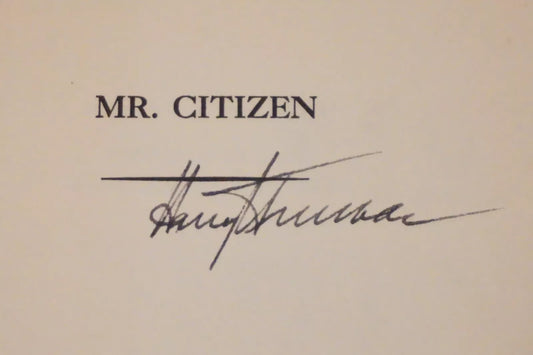 MR. CITIZEN
Harry Truman